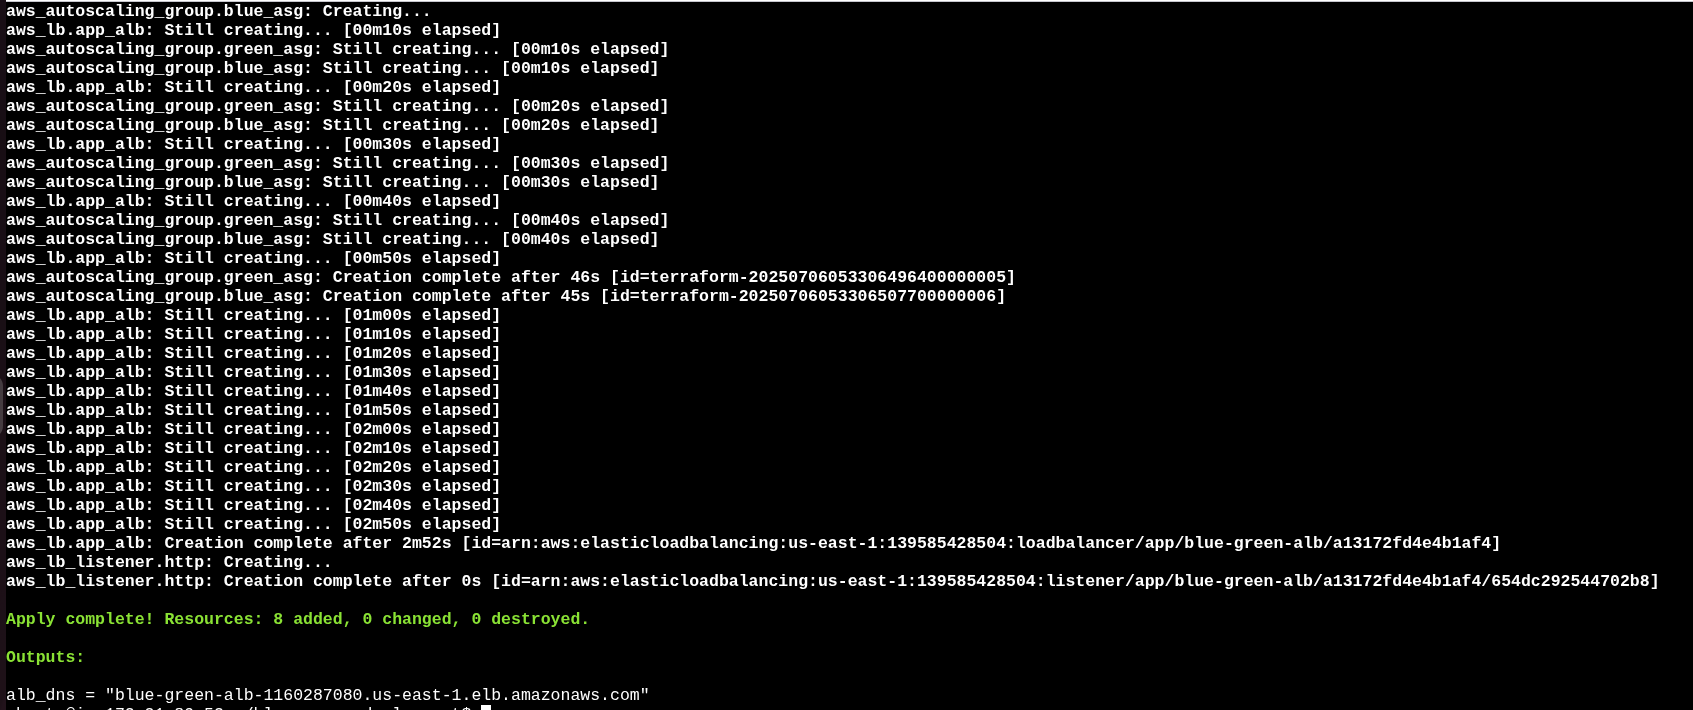 aws_autoscaling_group.blue_asg: Creating...
aws_lb.app_alb: Still creating... [00m10s elapsed]
aws_autoscaling_group.green_asg: Still creating... [00m10s elapsed]
aws_autoscaling_group.blue_asg: Still creating... [00m10s elapsed]
aws_lb.app_alb: Still creating... [00m20s elapsed]
aws_autoscaling_group.green_asg: Still creating... [00m20s elapsed]
aws_autoscaling_group.blue_asg: Still creating... [00m20s elapsed]
aws_lb.app_alb: Still creating... [00m30s elapsed]
aws_autoscaling_group.green_asg: Still creating... [00m30s elapsed]
aws_autoscaling_group.blue_asg: Still creating... [00m30s elapsed]
aws_lb.app_alb: Still creating... [00m40s elapsed]
aws_autoscaling_group.green_asg: Still creating... [00m40s elapsed]
aws_autoscaling_group.blue_asg: Still creating... [00m40s elapsed]
aws_lb.app_alb: Still creating... [00m50s elapsed]
aws_autoscaling_group.green_asg: Creation complete after 46s [id=terraform-20250706053306496400000005]
aws_autoscaling_group.blue_asg: Creation complete after 45s [id=terraform-20250706053306507700000006]
aws_lb.app_alb: Still creating... [01m00s elapsed]
aws_lb.app_alb: Still creating... [01m10s elapsed]
aws_lb.app_alb: Still creating... [01m20s elapsed]
aws_lb.app_alb: Still creating... [01m30s elapsed]
aws_lb.app_alb: Still creating... [01m40s elapsed]
aws_lb.app_alb: Still creating... [01m50s elapsed]
aws_lb.app_alb: Still creating... [02m00s elapsed]
aws_lb.app_alb: Still creating... [02m10s elapsed]
aws_lb.app_alb: Still creating... [02m20s elapsed]
aws_lb.app_alb: Still creating... [02m30s elapsed]
aws_lb.app_alb: Still creating... [02m40s elapsed]
aws_lb.app_alb: Still creating... [02m50s elapsed]
aws_lb.app_alb: Creation complete after 2m52s [id=arn:aws:elasticloadbalancing:us-east-1:139585428504:loadbalancer/app/blue-green-alb/a13172fd4e4b1af4]
aws_lb_listener.http: Creating...
aws_lb_listener.http: Creation complete after 0s [id=arn:aws:elasticloadbalancing:us-east-1:139585428504:listener/app/blue-green-alb/a13172fd4e4b1af4/654dc292544702b8]
Apply complete! Resources: 8 added, 0 changed, 0 destroyed.
Outputs:
alb_dns = "blue-green-alb-1160287080.us-east-1.elb.amazonaws.com"